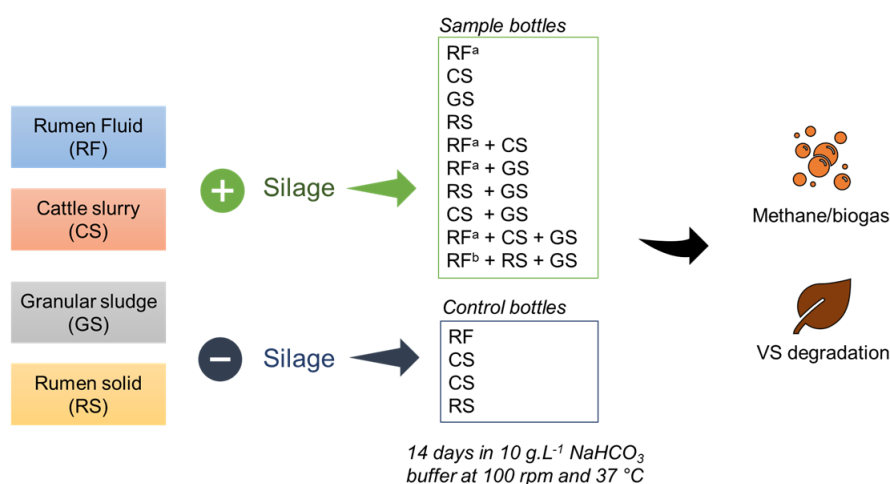 Sample bottles
RFᵃ
CS
GS
RS
RFᵃ + CS
RFᵃ + GS
RS + GS
CS + GS
RFᵃ + CS + GS
RFᵇ + RS + GS
Rumen Fluid
(RF)
Cattle slurry
(CS)
Granular sludge
(GS)
Rumen solid
(RS)
+ Silage
− Silage
Control bottles
RF
CS
CS
RS
14 days in 10 g.L⁻¹ NaHCO₃
buffer at 100 rpm and 37 °C
Methane/biogas
VS degradation